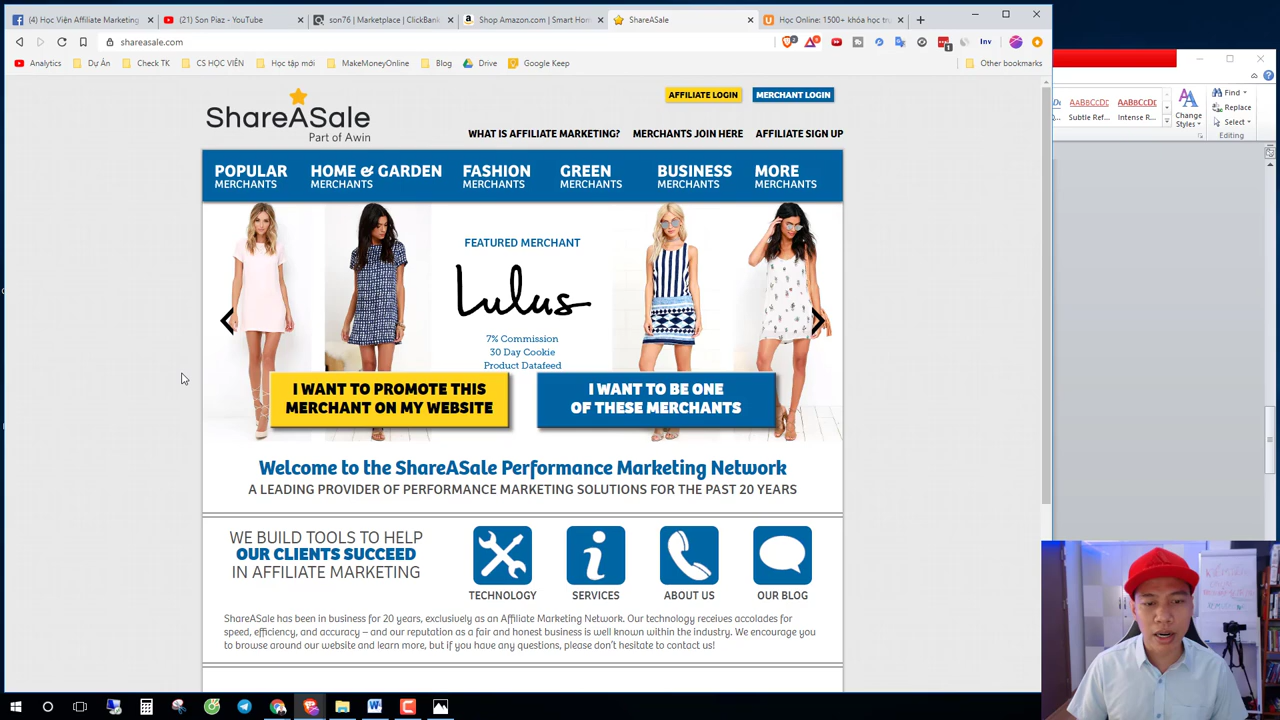 (4) Học Viện Affiliate Marketing
(21) Son Piaz - YouTube
son76 | Marketplace | ClickBank
Shop Amazon.com | Smart Hom
ShareASale
Học Online: 1500+ khóa học trự
shareasale.com
2
1
Inv
Analytics
Dự Án
Check TK
CS HỌC VIÊN
Học tập mới
MakeMoneyOnline
Blog
Drive
Google Keep
Other bookmarks
AFFILIATE LOGIN
MERCHANT LOGIN
ShareASale
Part of Awin
WHAT IS AFFILIATE MARKETING?
MERCHANTS JOIN HERE
AFFILIATE SIGN UP
POPULAR
MERCHANTS
HOME & GARDEN
MERCHANTS
FASHION
MERCHANTS
GREEN
MERCHANTS
BUSINESS
MERCHANTS
MORE
MERCHANTS
FEATURED MERCHANT
Lulus
7% Commission
30 Day Cookie
Product Datafeed
I WANT TO PROMOTE THIS
MERCHANT ON MY WEBSITE
I WANT TO BE ONE
OF THESE MERCHANTS
Welcome to the ShareASale Performance Marketing Network
A LEADING PROVIDER OF PERFORMANCE MARKETING SOLUTIONS FOR THE PAST 20 YEARS
WE BUILD TOOLS TO HELP
OUR CLIENTS SUCCEED
IN AFFILIATE MARKETING
TECHNOLOGY
SERVICES
ABOUT US
OUR BLOG
ShareASale has been in business for 20 years, exclusively as an Affiliate Marketing Network. Our technology receives accolades for
speed, efficiency, and accuracy – and our reputation as a fair and honest business is well known within the industry. We encourage you
to browse around our website and learn more, but if you have any questions, please don't hesitate to contact us!
AaBbCcDd
AaBbCcDd
Subtle Ref...
Intense R...
Change
Styles
Find
Replace
Select
Editing